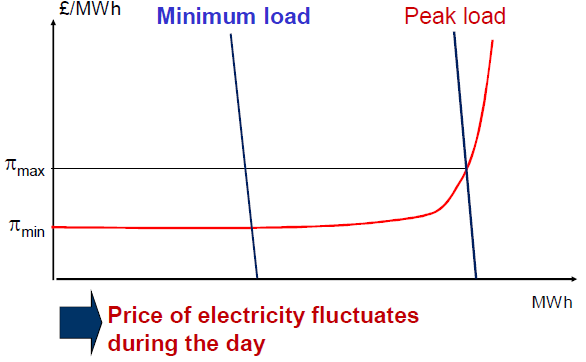 £/MWh
Minimum load
Peak load
πmax
πmin
MWh
Price of electricity fluctuates
during the day